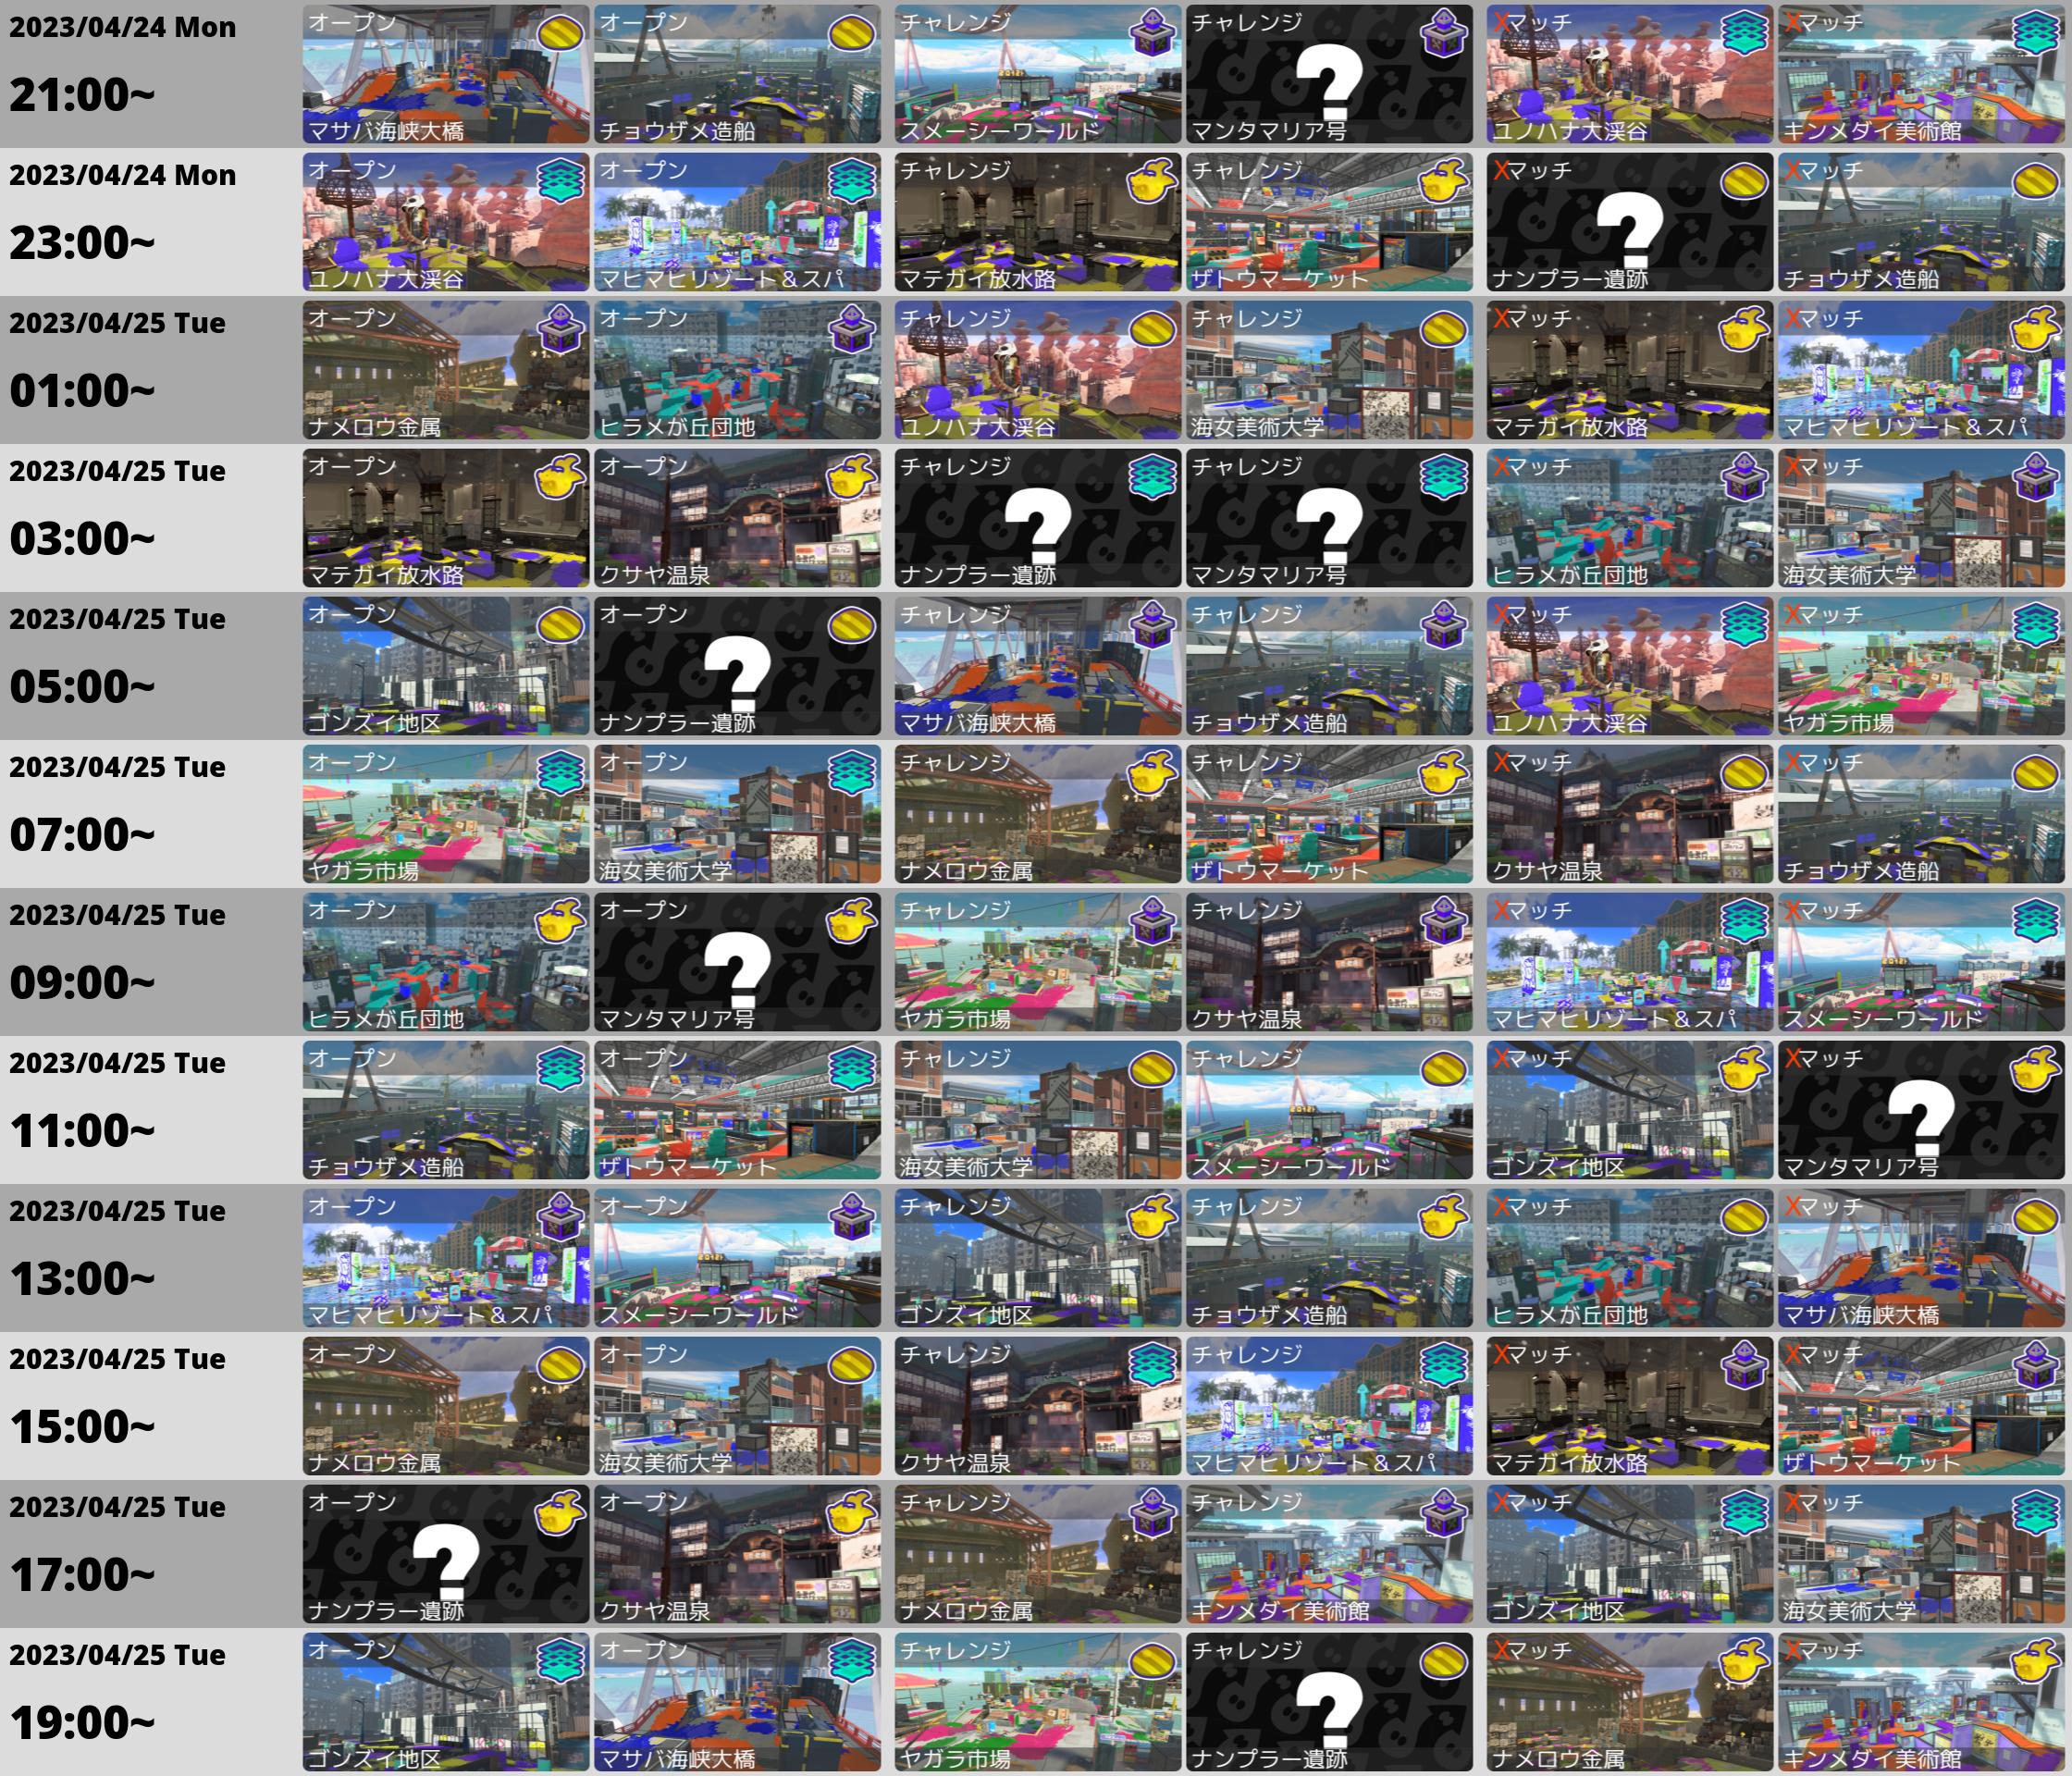 2023/04/24 Mon
21:00~
オープン オープン チャレンジ チャレンジ Xマッチ Xマッチ
マサバ海峡大橋 チョウザメ造船 スメーシーワールド マンタマリア号 ユノハナ大渓谷 キンメダイ美術館
2023/04/24 Mon
23:00~
オープン オープン チャレンジ チャレンジ Xマッチ Xマッチ
ユノハナ大渓谷 マヒマヒリゾート＆スパ マテガイ放水路 ザトウマーケット ナンプラー遺跡 チョウザメ造船
2023/04/25 Tue
01:00~
オープン オープン チャレンジ チャレンジ Xマッチ Xマッチ
ナメロウ金属 ヒラメが丘団地 ユノハナ大渓谷 海女美術大学 マテガイ放水路 マヒマヒリゾート＆スパ
2023/04/25 Tue
03:00~
オープン オープン チャレンジ チャレンジ Xマッチ Xマッチ
マテガイ放水路 クサヤ温泉 ナンプラー遺跡 マンタマリア号 ヒラメが丘団地 海女美術大学
2023/04/25 Tue
05:00~
オープン オープン チャレンジ チャレンジ Xマッチ Xマッチ
ゴンズイ地区 ナンプラー遺跡 マサバ海峡大橋 チョウザメ造船 ユノハナ大渓谷 ヤガラ市場
2023/04/25 Tue
07:00~
オープン オープン チャレンジ チャレンジ Xマッチ Xマッチ
ヤガラ市場 海女美術大学 ナメロウ金属 ザトウマーケット クサヤ温泉 チョウザメ造船
2023/04/25 Tue
09:00~
オープン オープン チャレンジ チャレンジ Xマッチ Xマッチ
ヒラメが丘団地 マンタマリア号 ヤガラ市場 クサヤ温泉 マヒマヒリゾート＆スパ スメーシーワールド
2023/04/25 Tue
11:00~
オープン オープン チャレンジ チャレンジ Xマッチ Xマッチ
チョウザメ造船 ザトウマーケット 海女美術大学 スメーシーワールド ゴンズイ地区 マンタマリア号
2023/04/25 Tue
13:00~
オープン オープン チャレンジ チャレンジ Xマッチ Xマッチ
マヒマヒリゾート＆スパ スメーシーワールド ゴンズイ地区 チョウザメ造船 ヒラメが丘団地 マサバ海峡大橋
2023/04/25 Tue
15:00~
オープン オープン チャレンジ チャレンジ Xマッチ Xマッチ
ナメロウ金属 海女美術大学 クサヤ温泉 マヒマヒリゾート＆スパ マテガイ放水路 ザトウマーケット
2023/04/25 Tue
17:00~
オープン オープン チャレンジ チャレンジ Xマッチ Xマッチ
ナンプラー遺跡 クサヤ温泉 ナメロウ金属 キンメダイ美術館 ゴンズイ地区 海女美術大学
2023/04/25 Tue
19:00~
オープン オープン チャレンジ チャレンジ Xマッチ Xマッチ
ゴンズイ地区 マサバ海峡大橋 ヤガラ市場 ナンプラー遺跡 ナメロウ金属 キンメダイ美術館